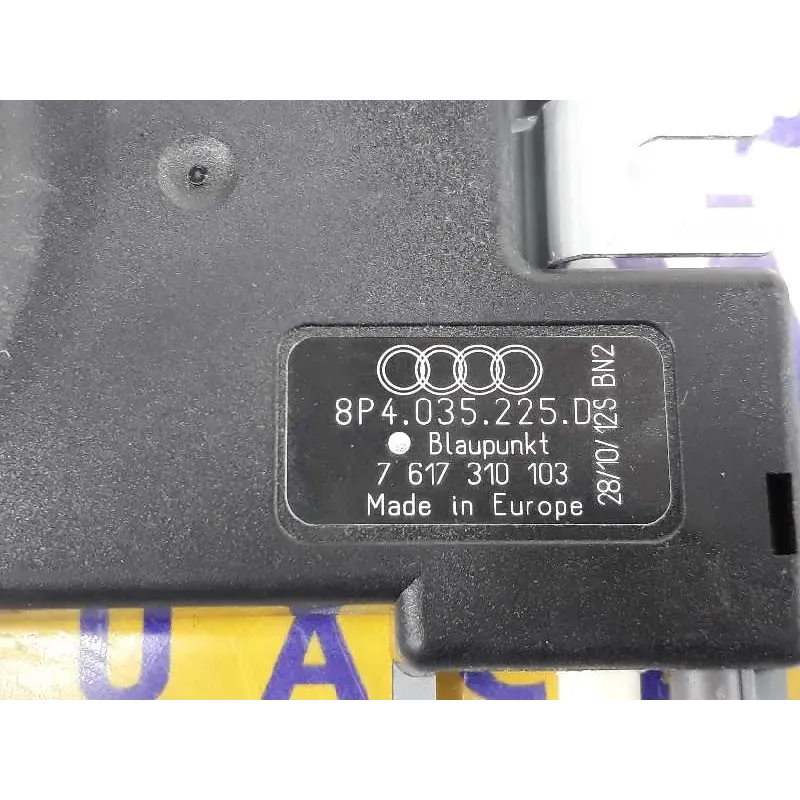 8P4.035.225.D
Blaupunkt
7 617 310 103
Made in Europe
28/10/12S BN2
U A